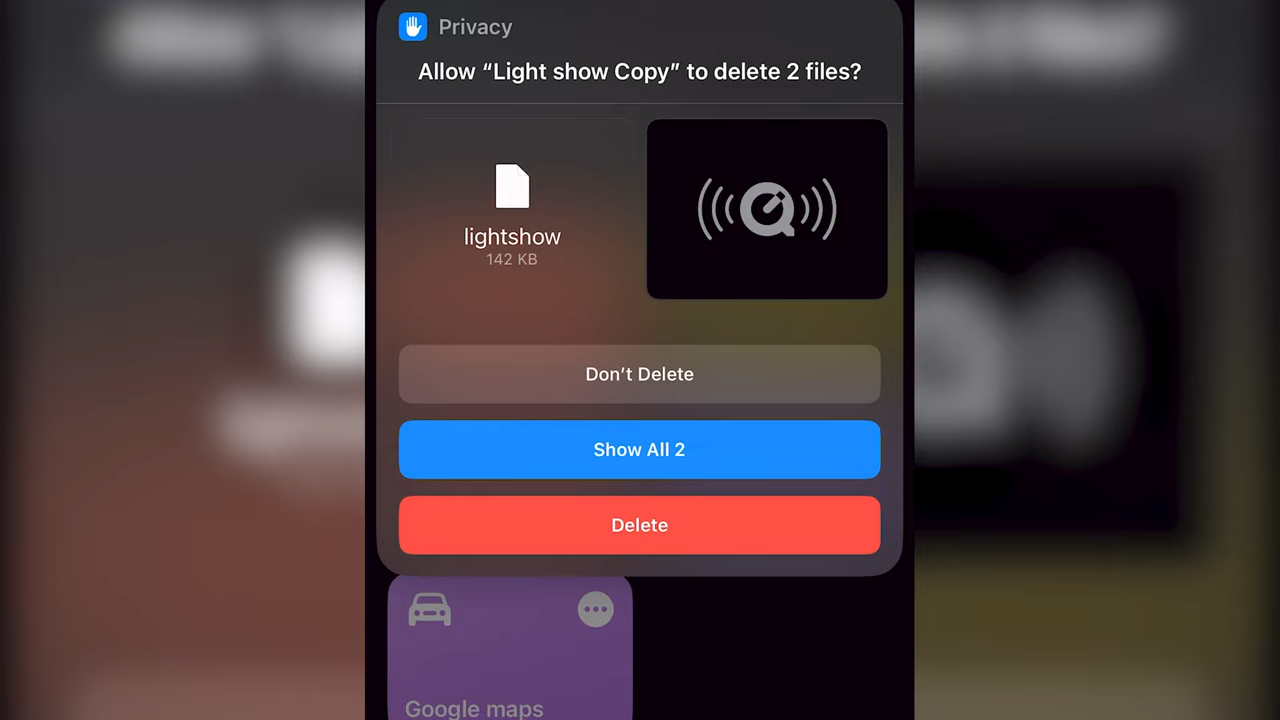 Privacy
Allow “Light show Copy” to delete 2 files?
lightshow
142 KB
Don’t Delete
Show All 2
Delete
Google maps